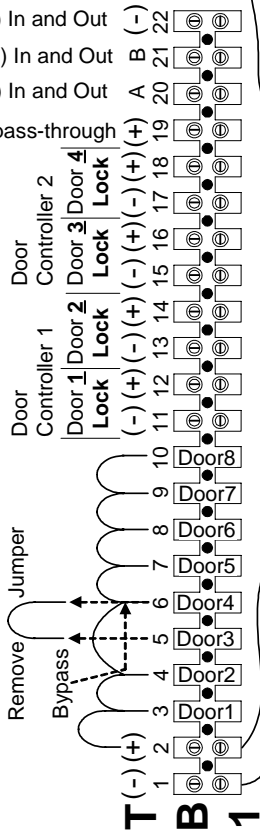 ) In and Out (-) 22
) In and Out B 21
) In and Out A 20
pass-through (+) 19
Door
Controller 2
Door 4
Lock
(+) 18
(-) 17
Door 3
Lock
(+) 16
(-) 15
Door
Controller 1
Door 2
Lock
(+) 14
(-) 13
Door 1
Lock
(+) 12
(-) 11
10 Door8
9 Door7
8 Door6
7 Door5
6 Door4
5 Door3
4 Door2
3 Door1
Remove Jumper
Bypass
(+) 2
(-) 1
T
B
1